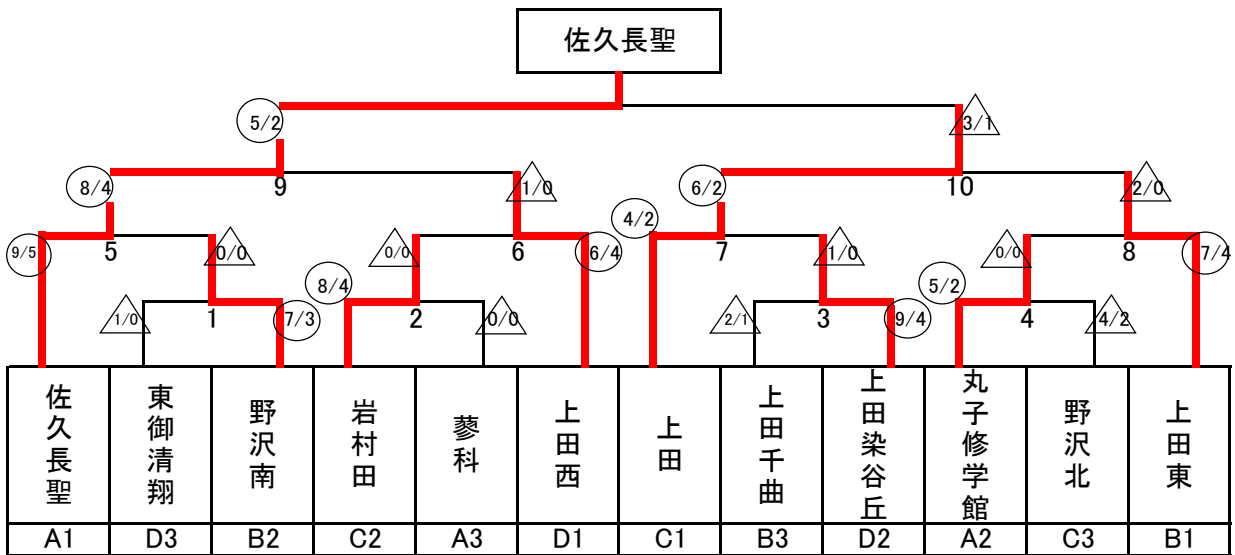 佐久長聖
5/2
3/1
8/4
9
1/0
6/2
10
2/0
9/5
5
0/0
0/0
6
6/4
4/2
7
1/0
0/0
8
7/4
1/0
1
7/3
8/4
2
0/0
2/1
3
9/4
5/2
4
4/2
佐久長聖
東御清翔
野沢南
岩村田
蓼科
上田西
上田
上田千曲
上田染谷丘
丸子修学館
野沢北
上田東
A1 D3 B2 C2 A3 D1 C1 B3 D2 A2 C3 B1